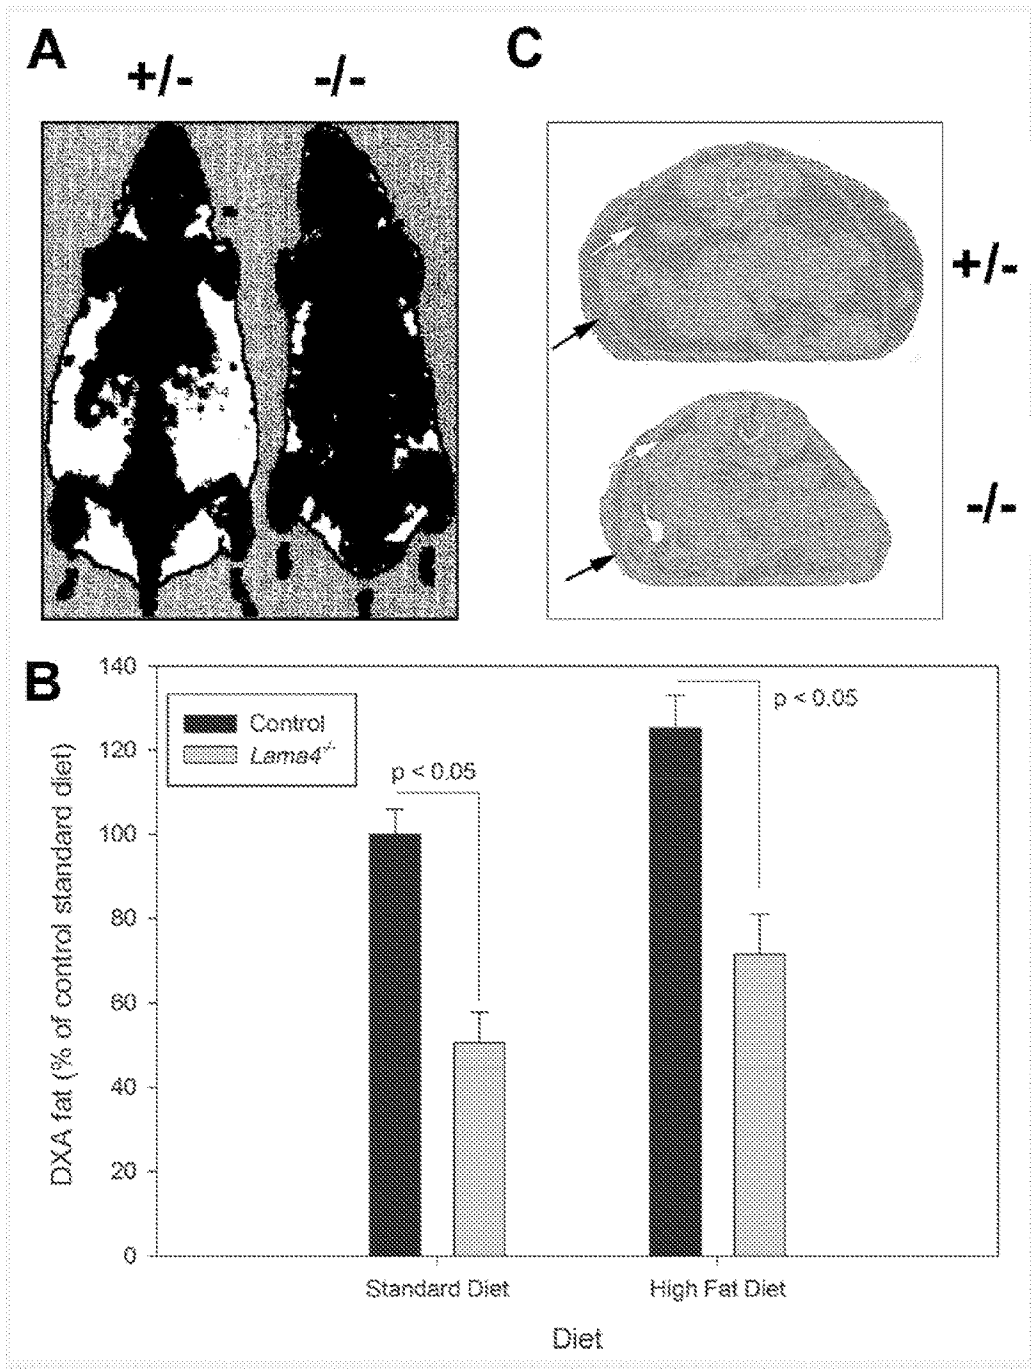 A
+/-
-/-
C
+/-
-/-
B
DXA fat (% of control standard diet)
140
120
100
80
60
40
20
0
Control
Lama4-/-
p < 0.05
p < 0.05
Standard Diet
High Fat Diet
Diet